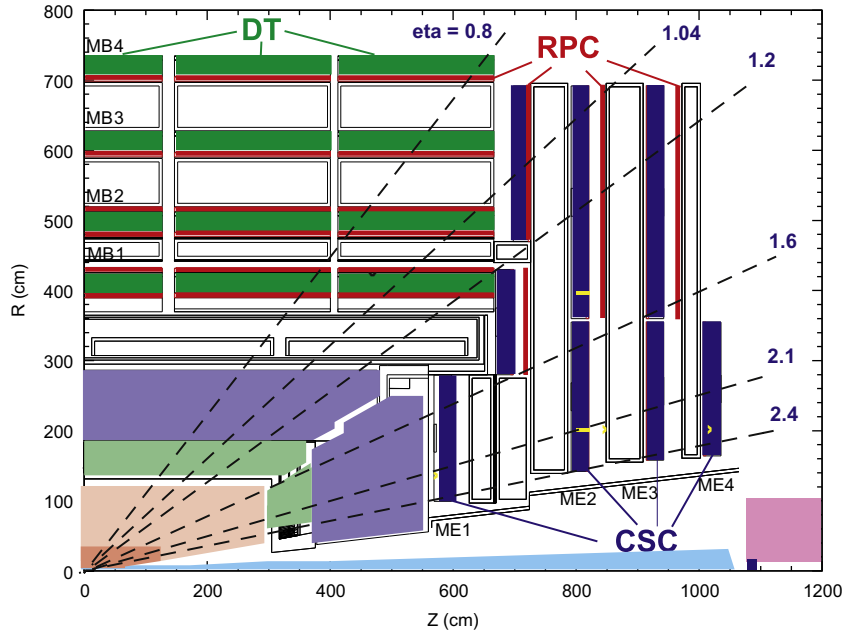 800
700
600
500
400
300
200
100
0
R (cm)
0
200
400
600
800
1000
1200
Z (cm)
MB4
MB3
MB2
MB1
DT
eta = 0.8
RPC
1.04
1.2
1.6
2.1
2.4
ME1
ME2
ME3
ME4
CSC